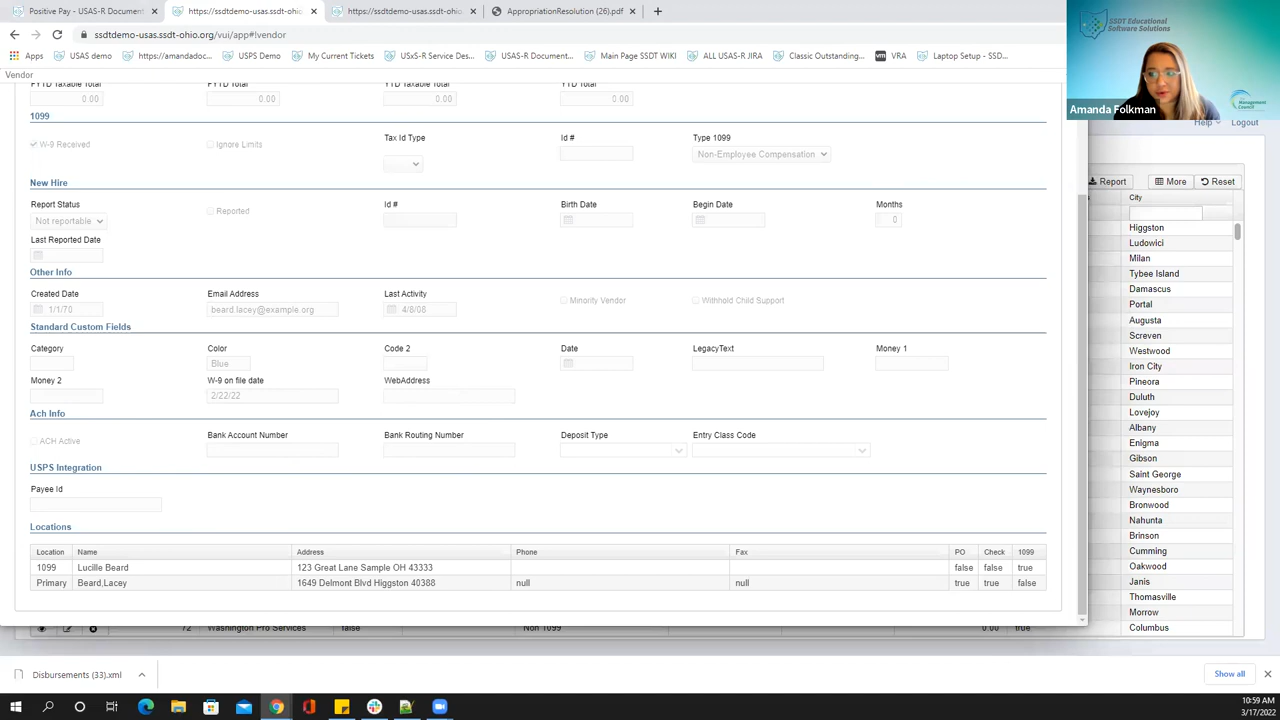 Positive Pay - USAS-R Document
https://ssdtdemo-usas.ssdt-ohio.org/
https://ssdtdemo-usas.ssdt-ohio.org
AppropriationResolution (26).pdf
ssdtdemo-usas.ssdt-ohio.org/vui/app#!vendor
Apps
USAS demo
https://amandadoc...
USPS Demo
My Current Tickets
USxS-R Service Des...
USAS-R Document...
Main Page SSDT WIKI
ALL USAS-R JIRA
Classic Outstanding...
vm VRA
Laptop Setup - SSD...
SSDT Educational
Software Solutions
Management
Council
Amanda Folkman
Vendor
Help
Logout
FYTD Taxable Total
FYTD Total
YTD Taxable Total
YTD Total
0.00 0.00 0.00 0.00
1099
W-9 Received
Ignore Limits
Tax Id Type
Id #
Type 1099
Non-Employee Compensation
New Hire
Report Status
Not reportable
Reported
Id #
Birth Date
Begin Date
Months
0
Last Reported Date
Other Info
Created Date
1/1/70
Email Address
beard.lacey@example.org
Last Activity
4/8/08
Minority Vendor
Withhold Child Support
Standard Custom Fields
Category
Color
Blue
Code 2
Date
LegacyText
Money 1
Money 2
W-9 on file date
2/22/22
WebAddress
Ach Info
ACH Active
Bank Account Number
Bank Routing Number
Deposit Type
Entry Class Code
USPS Integration
Payee Id
Locations
Location Name Address Phone Fax PO Check 1099
1099 Lucille Beard 123 Great Lane Sample OH 43333 false false true
Primary Beard,Lacey 1649 Delmont Blvd Higgston 40388 null null true true false
72 Washington Pro Services false Non 1099 0.00 true
Report
More
Reset
City
Higgston
Ludowici
Milan
Tybee Island
Damascus
Portal
Augusta
Screven
Westwood
Iron City
Pineora
Duluth
Lovejoy
Albany
Enigma
Gibson
Saint George
Waynesboro
Bronwood
Nahunta
Brinson
Cumming
Oakwood
Janis
Thomasville
Morrow
Columbus
Disbursements (33).xml
Show all
10:59 AM
3/17/2022